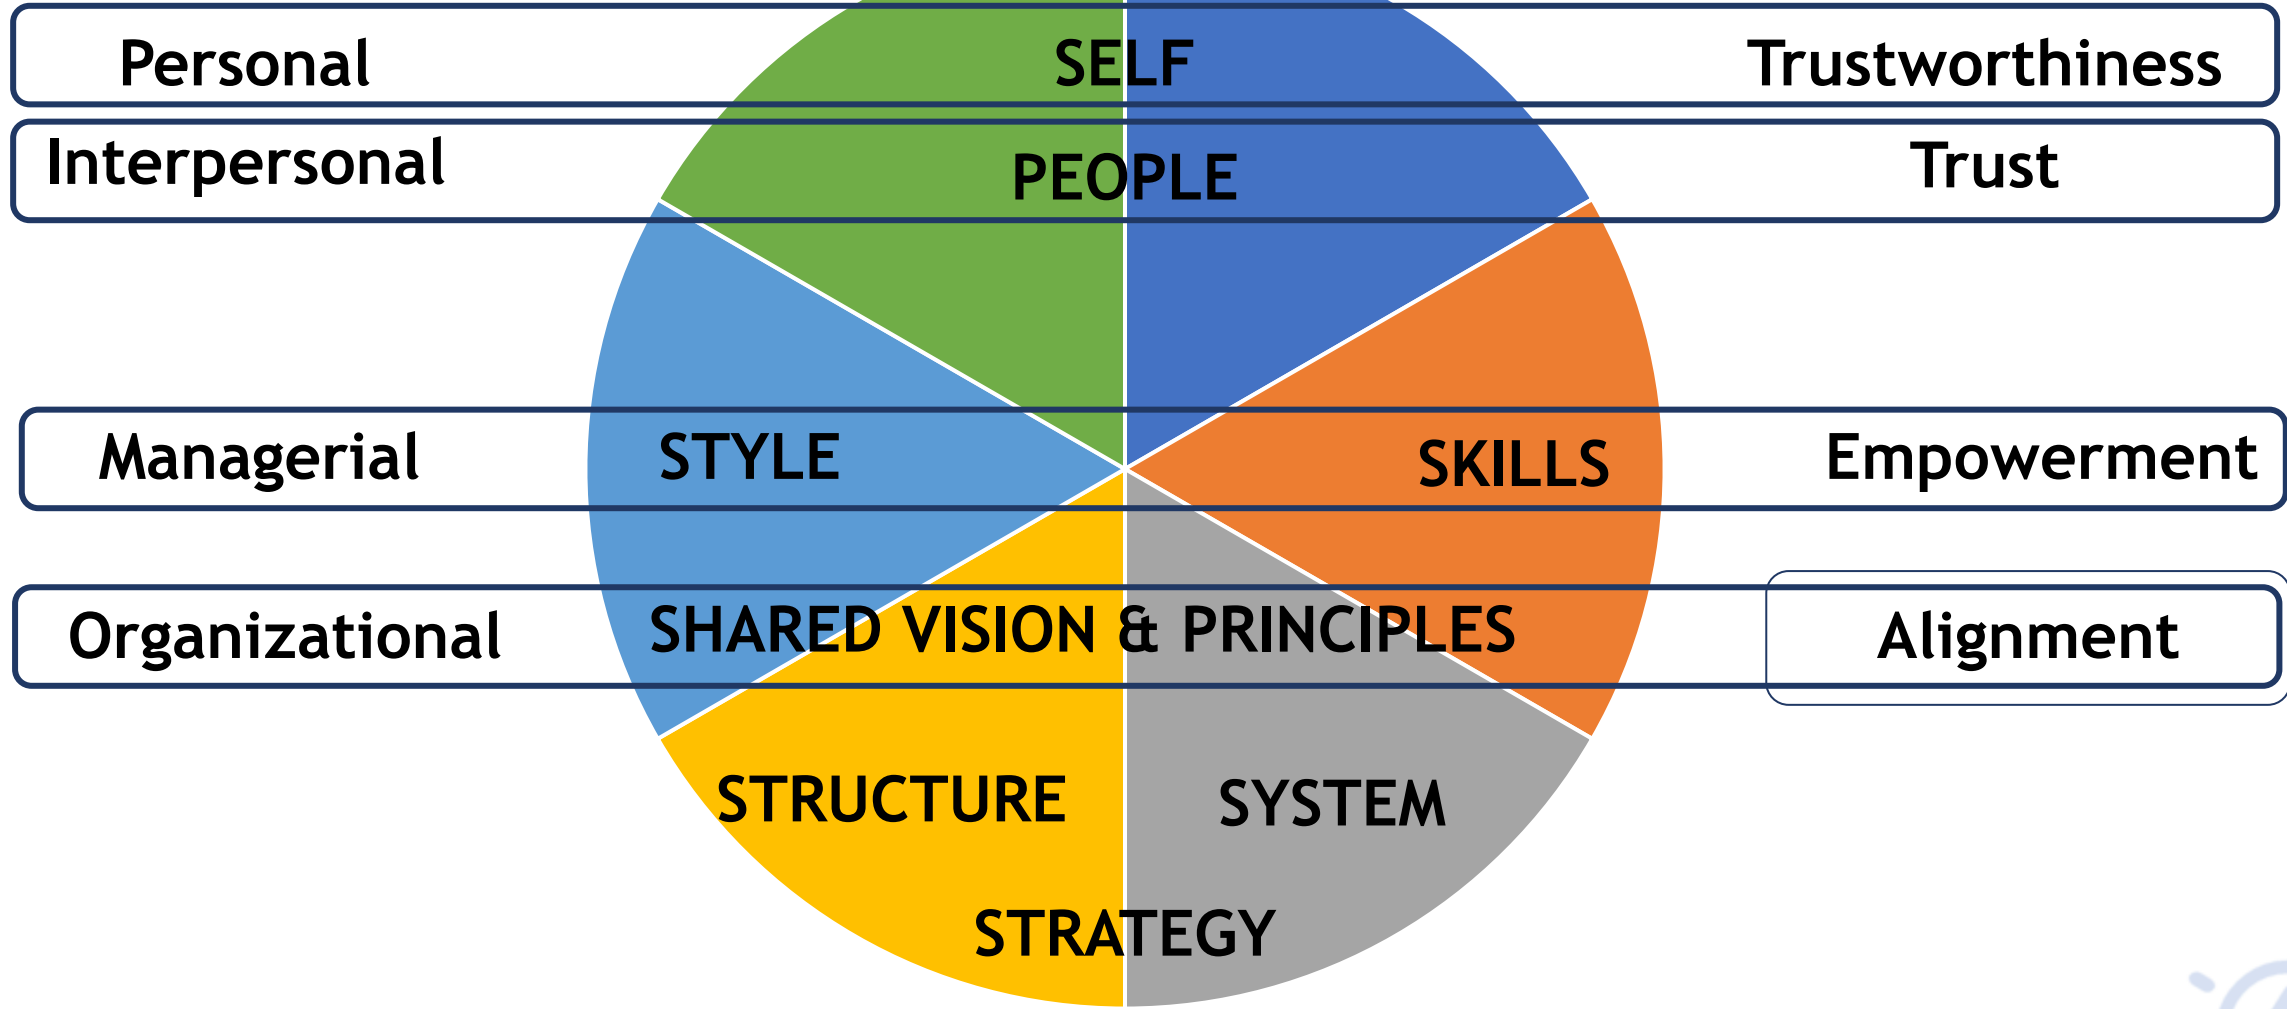 Personal SELF Trustworthiness
Interpersonal PEOPLE Trust
Managerial STYLE SKILLS Empowerment
Organizational SHARED VISION & PRINCIPLES Alignment
STRUCTURE SYSTEM
STRATEGY